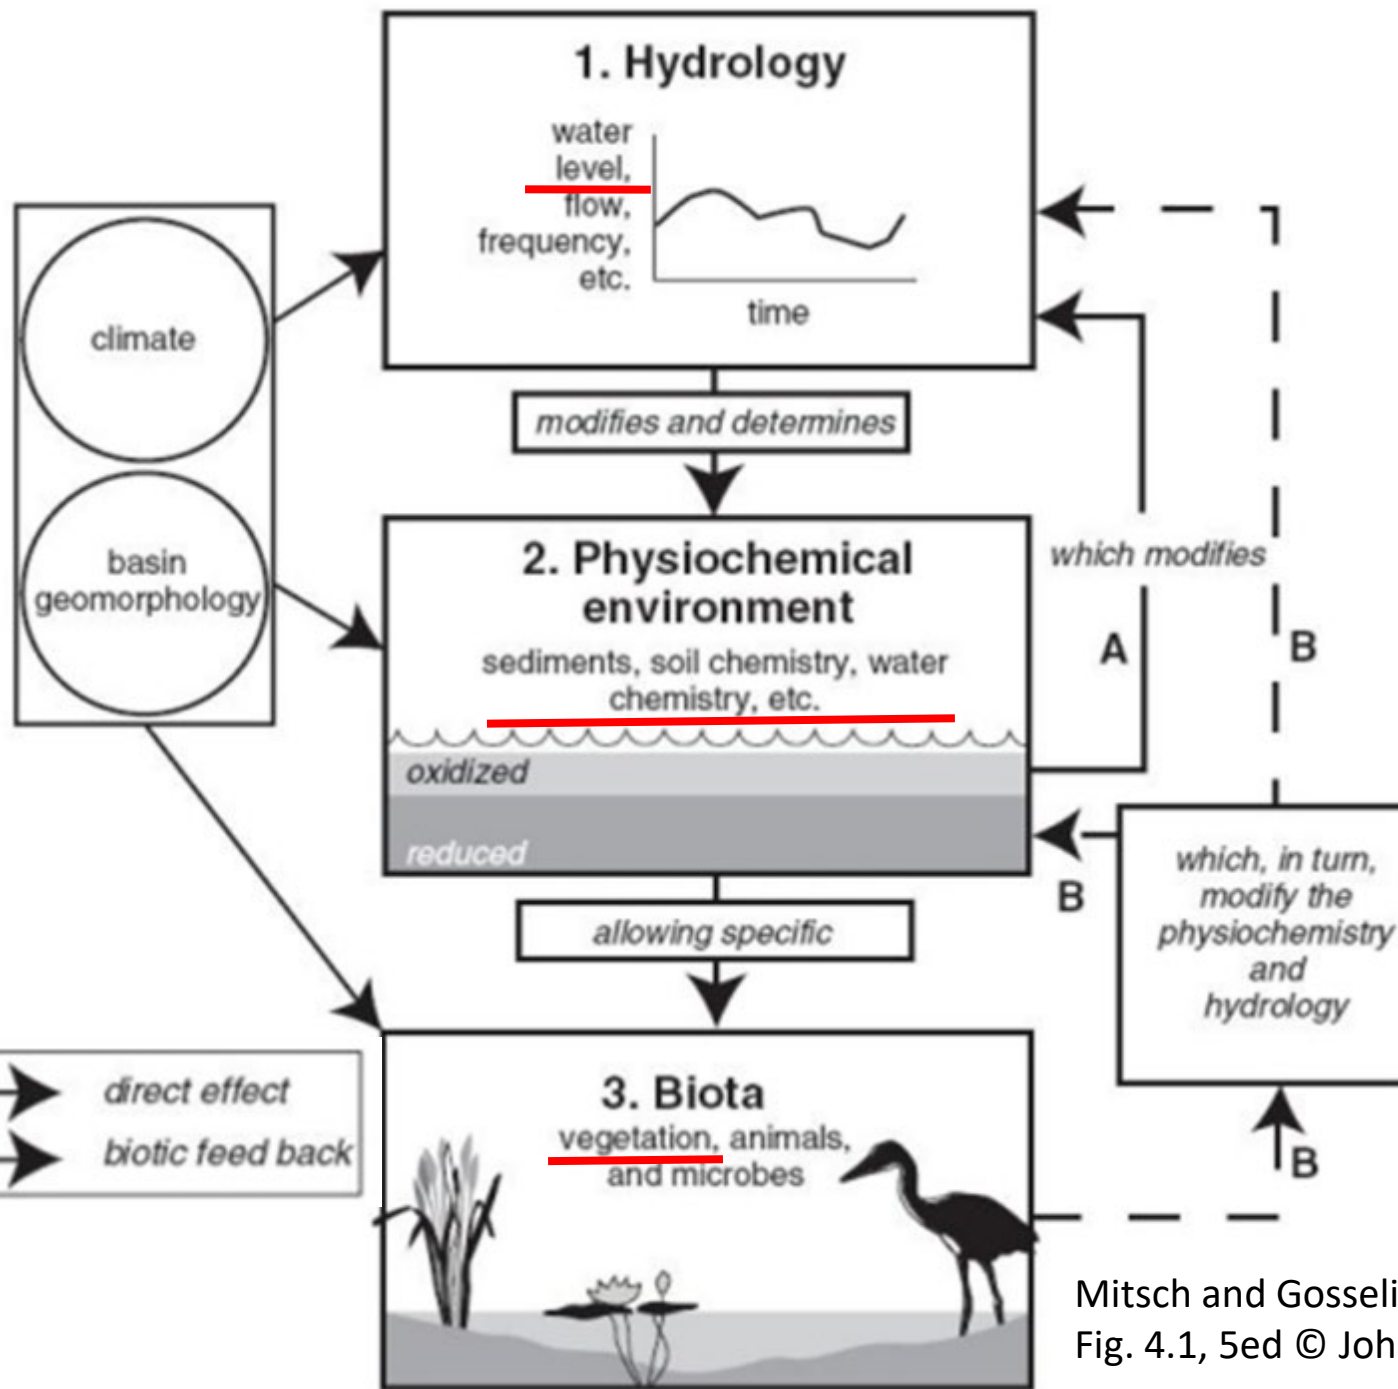 1. Hydrology
water
level,
flow,
frequency,
etc.
time
climate
basin
geomorphology
modifies and determines
2. Physiochemical
environment
sediments, soil chemistry, water
chemistry, etc.
oxidized
reduced
which modifies
A
B
B
which, in turn,
modify the
physiochemistry
and
hydrology
allowing specific
3. Biota
vegetation, animals,
and microbes
B
direct effect
biotic feed back
Mitsch and Gosseli
Fig. 4.1, 5ed © Joh